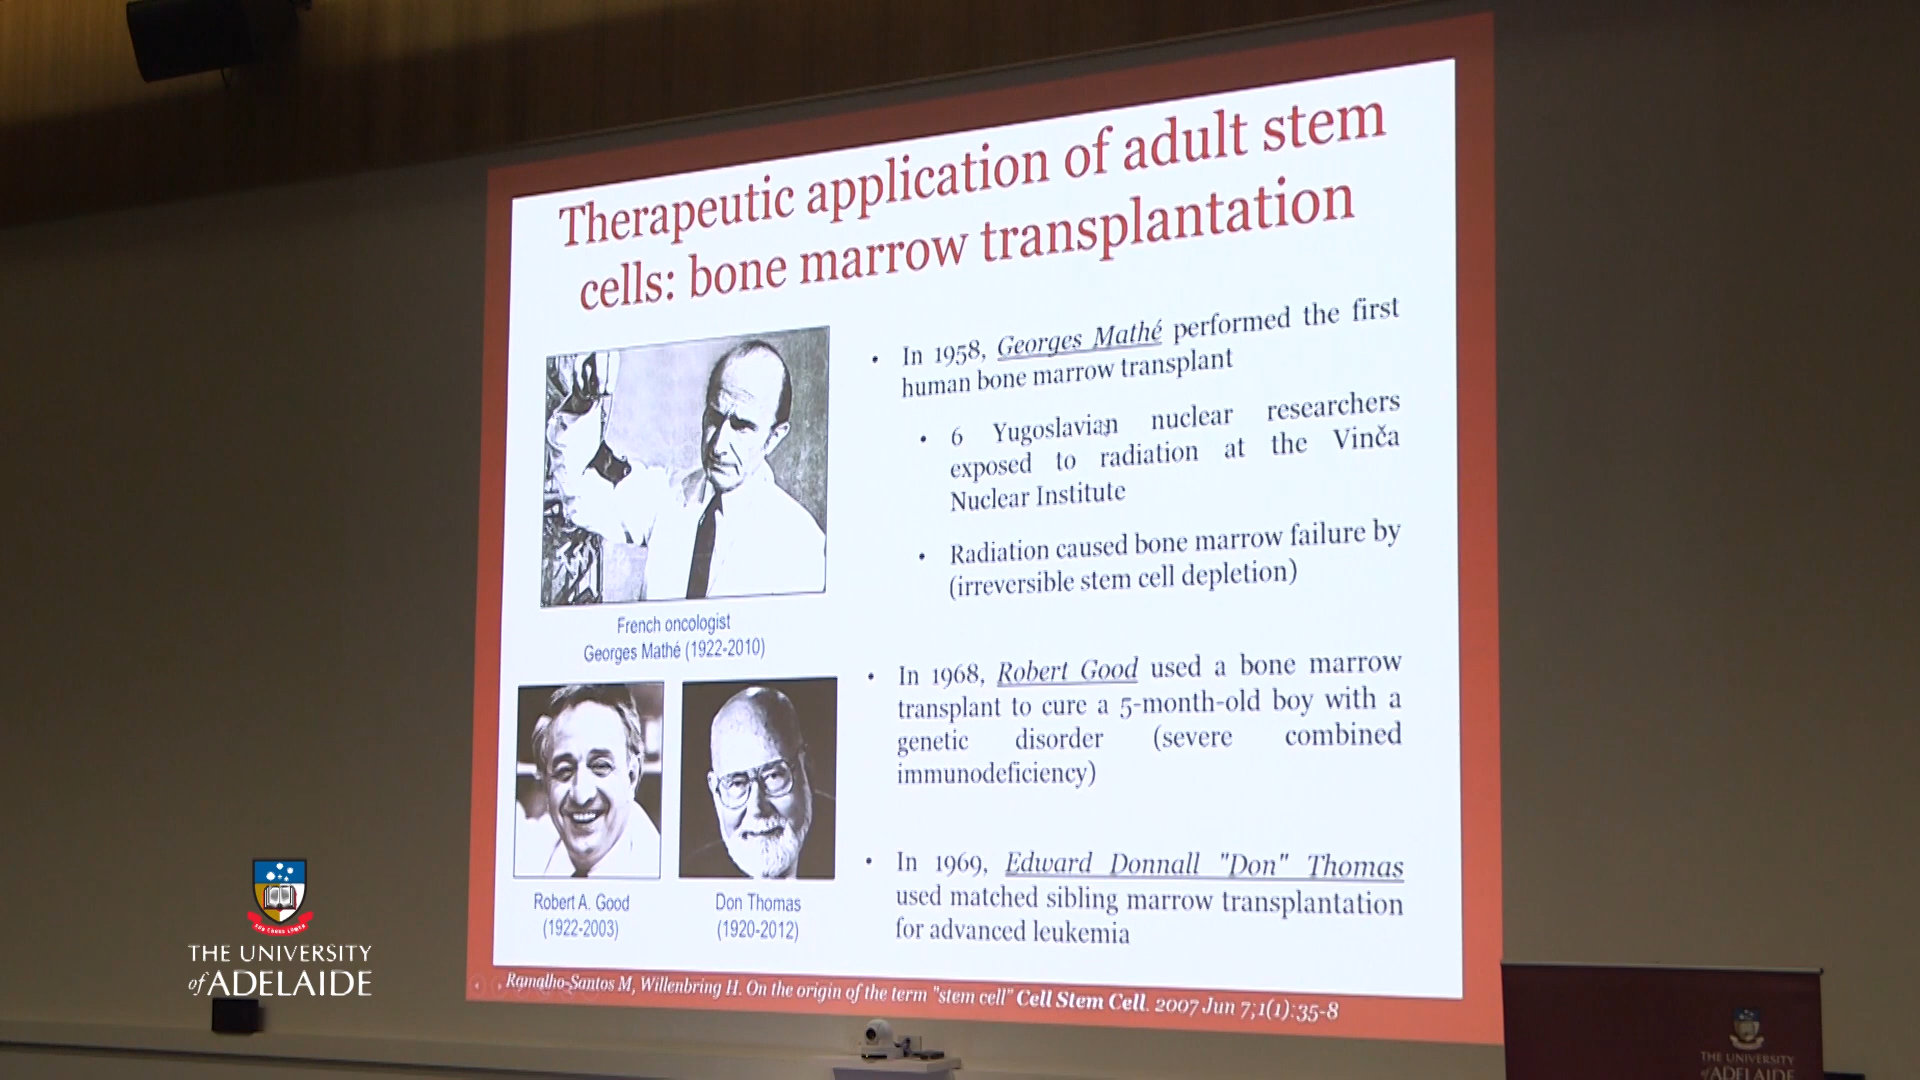 Therapeutic application of adult stem
cells: bone marrow transplantation
French oncologist
Georges Mathé (1922-2010)
Robert A. Good
(1922-2003)
Don Thomas
(1920-2012)
• In 1958, Georges Mathé performed the first
human bone marrow transplant
• 6 Yugoslavian nuclear researchers
exposed to radiation at the Vinča
Nuclear Institute
• Radiation caused bone marrow failure by
(irreversible stem cell depletion)
• In 1968, Robert Good used a bone marrow
transplant to cure a 5-month-old boy with a
genetic disorder (severe combined
immunodeficiency)
• In 1969, Edward Donnall "Don" Thomas
used matched sibling marrow transplantation
for advanced leukemia
Ramalho-Santos M, Willenbring H. On the origin of the term "stem cell" Cell Stem Cell. 2007 Jun 7;1(1):35-8
THE UNIVERSITY
of ADELAIDE
THE UNIVERSITY
of ADELAIDE